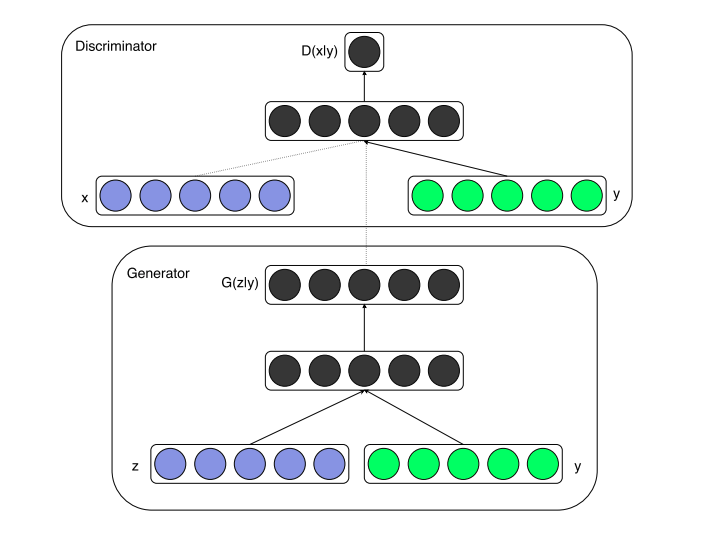 Discriminator
D(x|y)
x
y
Generator
G(z|y)
z
y